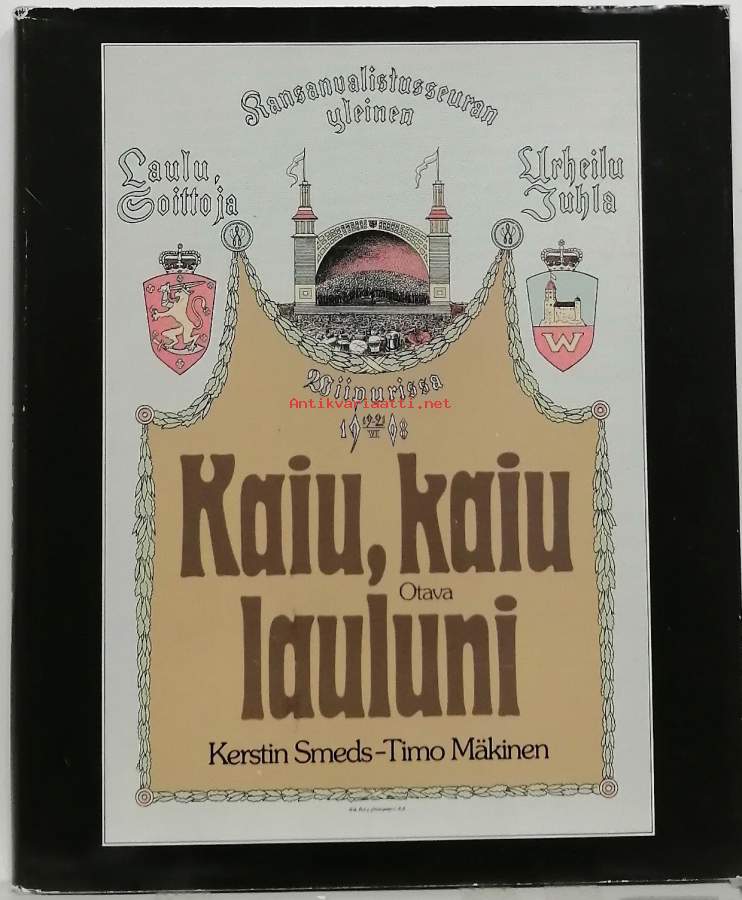 Kansanvalistusseuran
yleinen
Laulu,
Soitto ja
Urheilu
Juhla
Wiipurissa
Antikvariaatti.net
19 19-21 VI 08
W
Kaiu, kaiu
Otava
lauluni
Kerstin Smeds–Timo Mäkinen